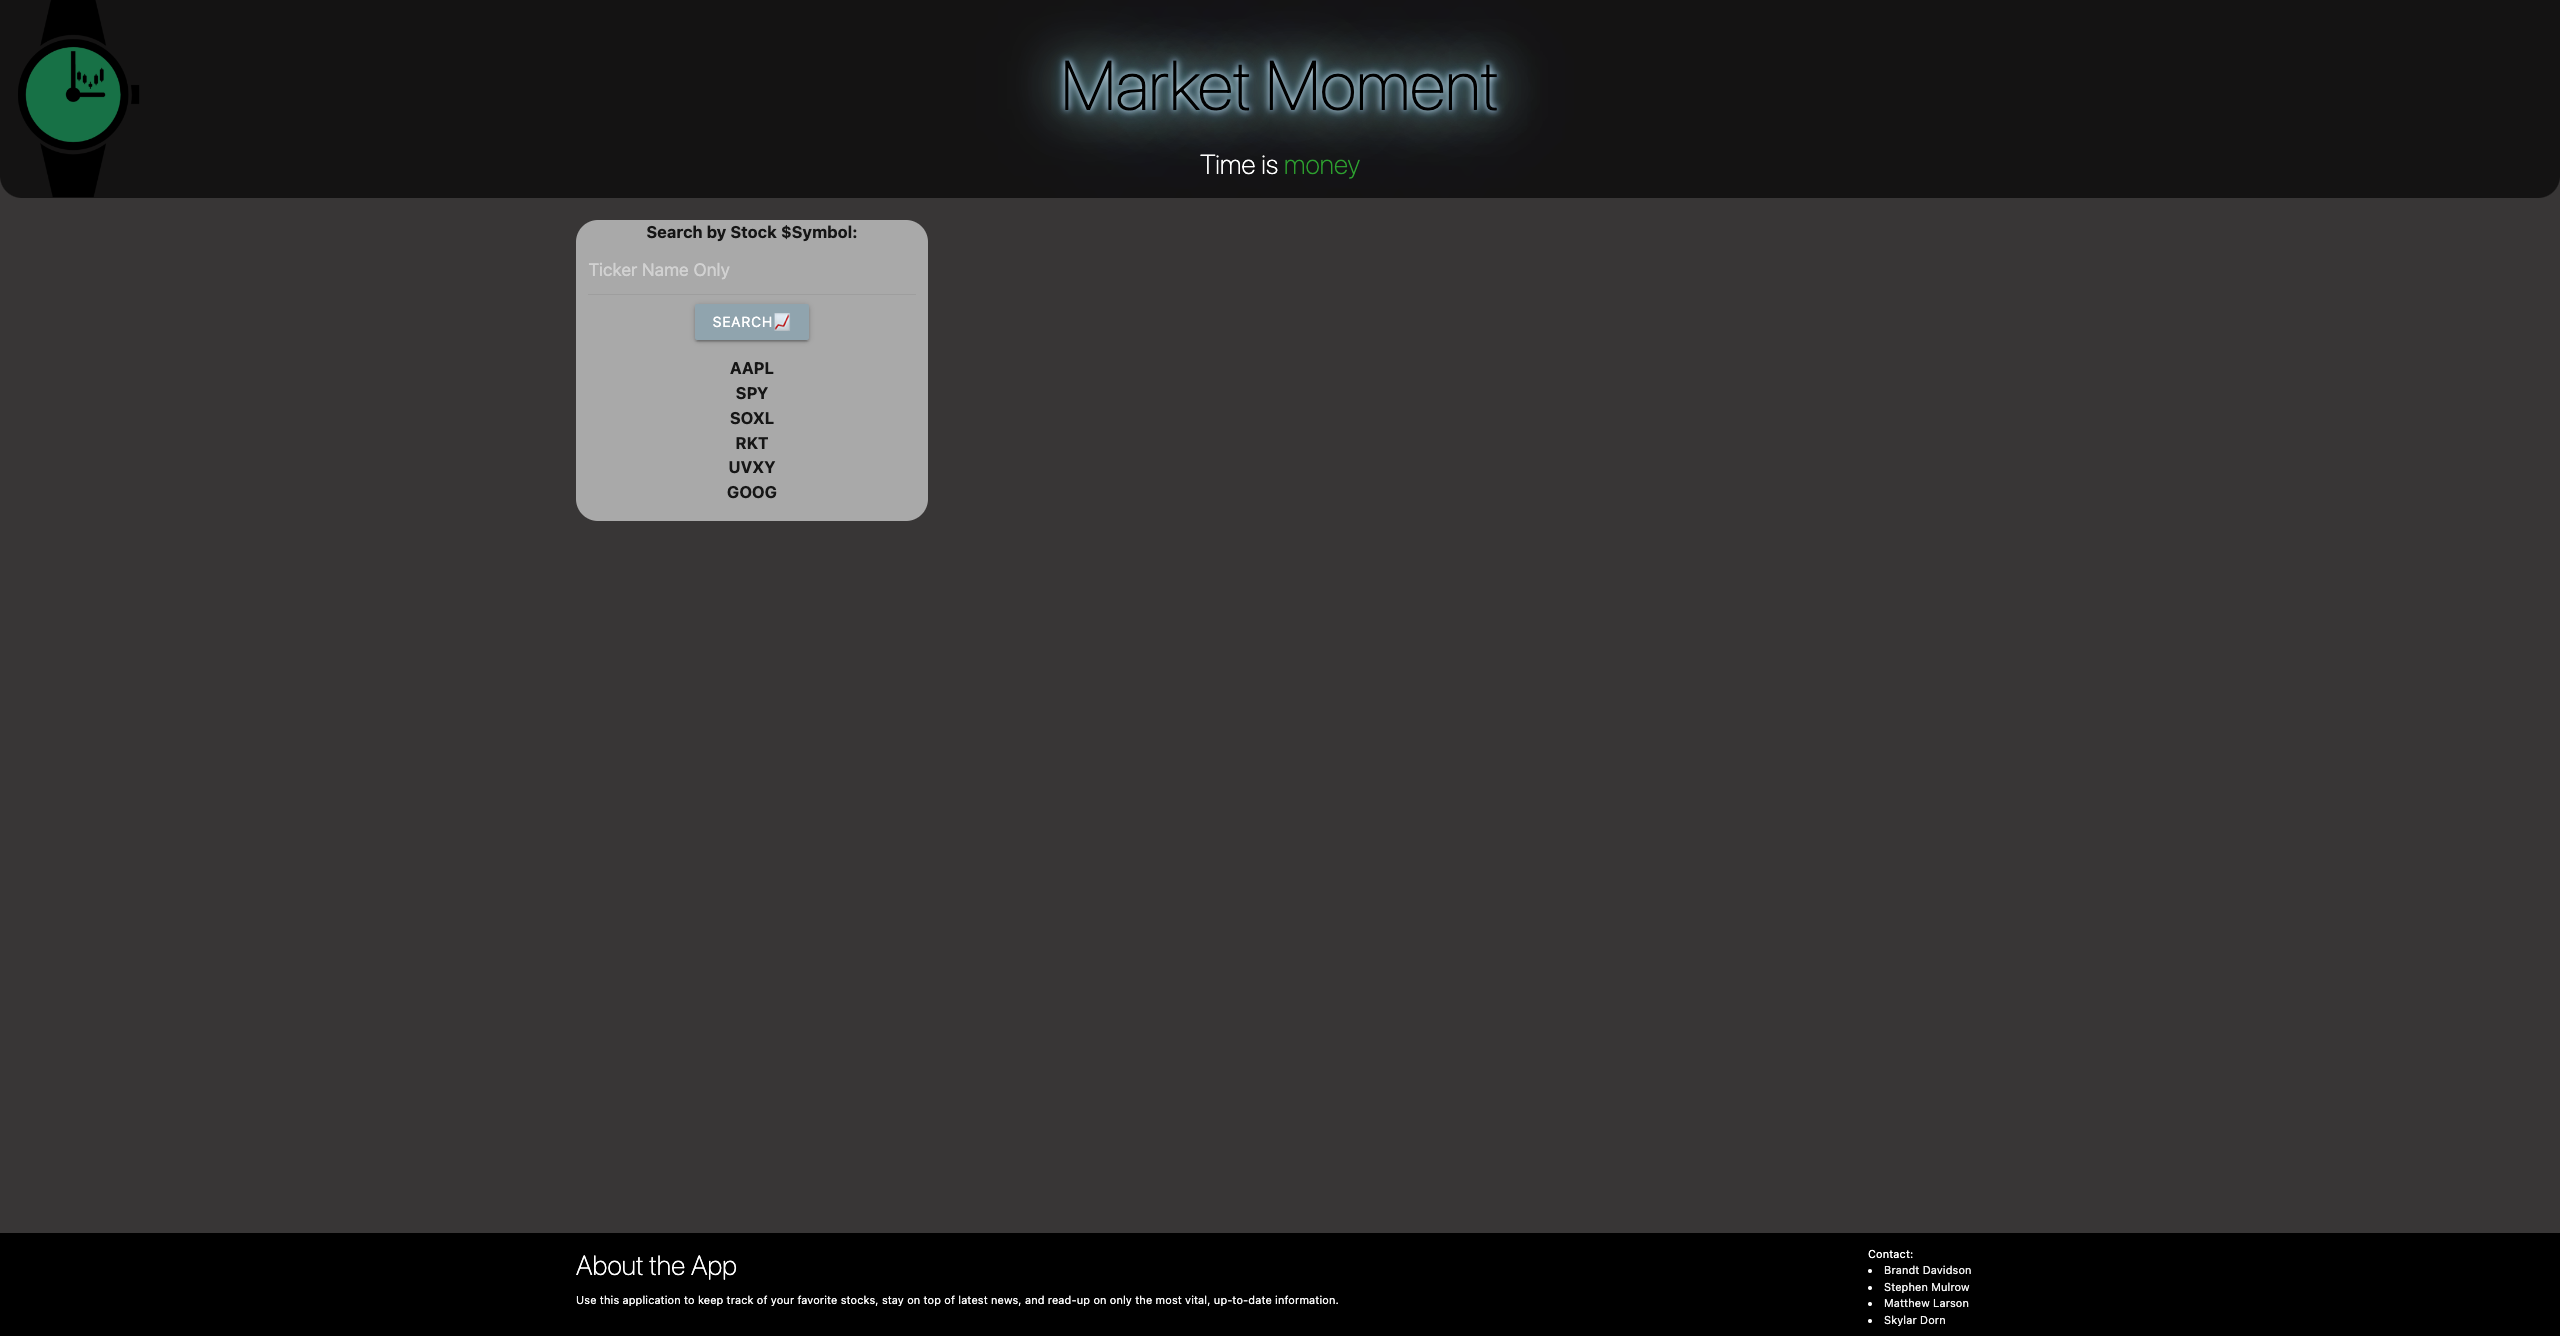 Market Moment
Time is money
Search by Stock $Symbol:
Ticker Name Only
SEARCH📈
AAPL
SPY
SOXL
RKT
UVXY
GOOG
About the App
Use this application to keep track of your favorite stocks, stay on top of latest news, and read-up on only the most vital, up-to-date information.
Contact:
• Brandt Davidson
• Stephen Mulrow
• Matthew Larson
• Skylar Dorn